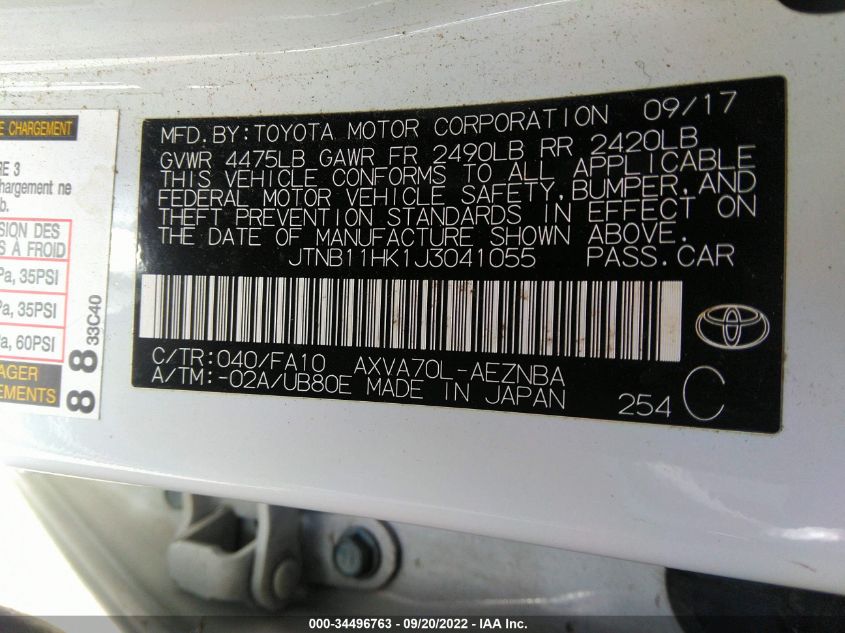 E CHARGEMENT
RE 3
hargement ne
b.
SION DES
S À FROID
Pa, 35PSI
Pa, 35PSI
a, 60PSI
AGER
EMENTS
88
33C40
MFD.BY:TOYOTA MOTOR CORPORATION 09/17
GVWR 4475LB GAWR FR 2490LB RR 2420LB
THIS VEHICLE CONFORMS TO ALL APPLICABLE
FEDERAL MOTOR VEHICLE SAFETY,BUMPER,AND
THEFT PREVENTION STANDARDS IN EFFECT ON
THE DATE OF MANUFACTURE SHOWN ABOVE.
JTNB11HK1J3041055 PASS.CAR
C/TR:040/FA10 AXVA70L-AEZNBA
A/TM:-02A/UB80E MADE IN JAPAN
254 C
000-34496763 - 09/20/2022 - IAA Inc.